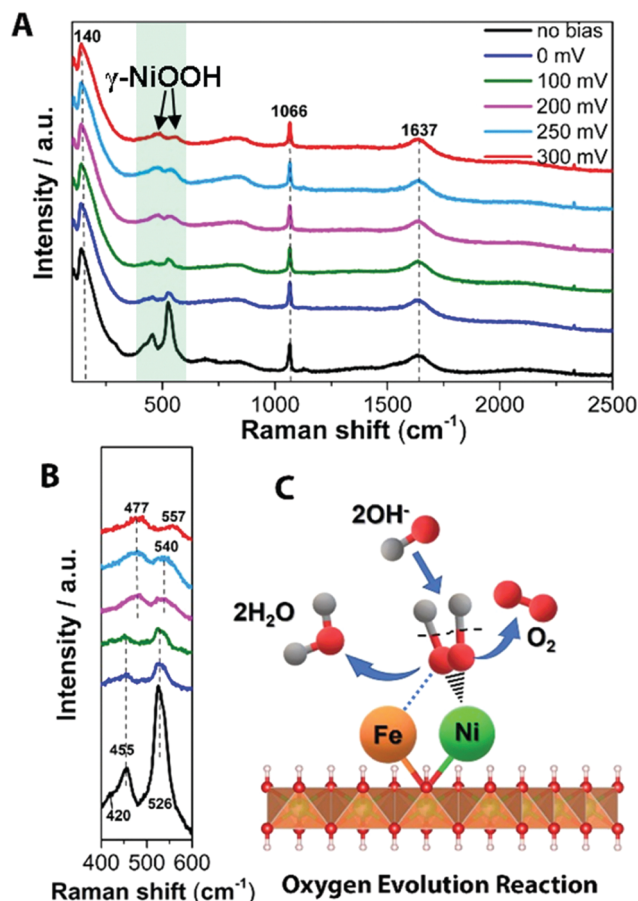 A
140
γ-NiOOH
1066
1637
no bias
0 mV
100 mV
200 mV
250 mV
300 mV
Intensity / a.u.
500
1000
1500
2000
2500
Raman shift (cm⁻¹)
B
477
557
540
455
526
420
Intensity / a.u.
400
500
600
Raman shift (cm⁻¹)
C
2OH⁻
2H₂O
O₂
Fe
Ni
Oxygen Evolution Reaction